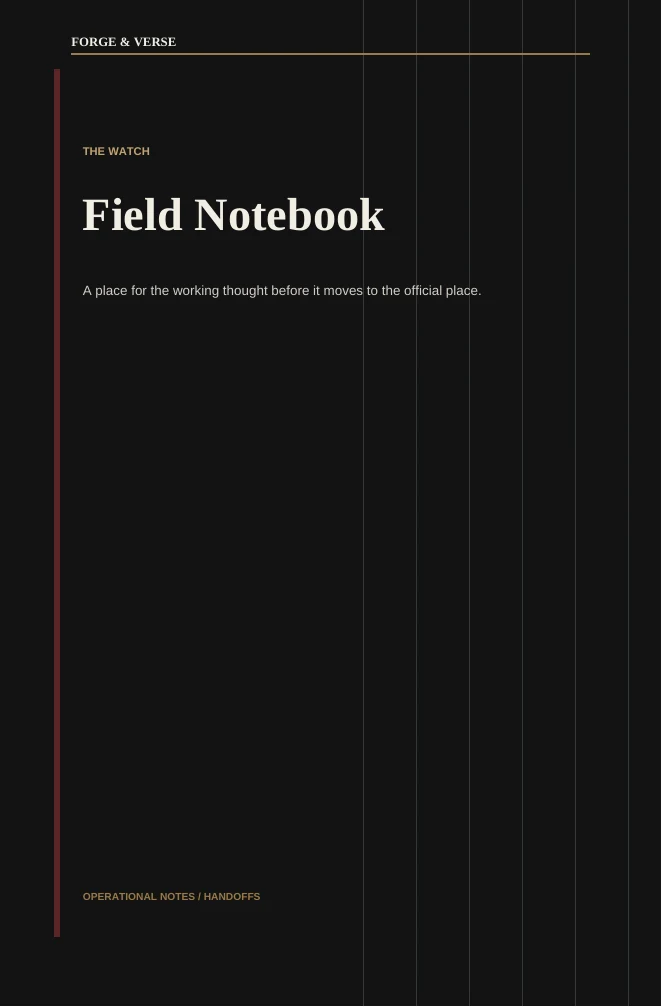 FORGE & VERSE
THE WATCH
Field Notebook
A place for the working thought before it moves to the official place.
OPERATIONAL NOTES / HANDOFFS